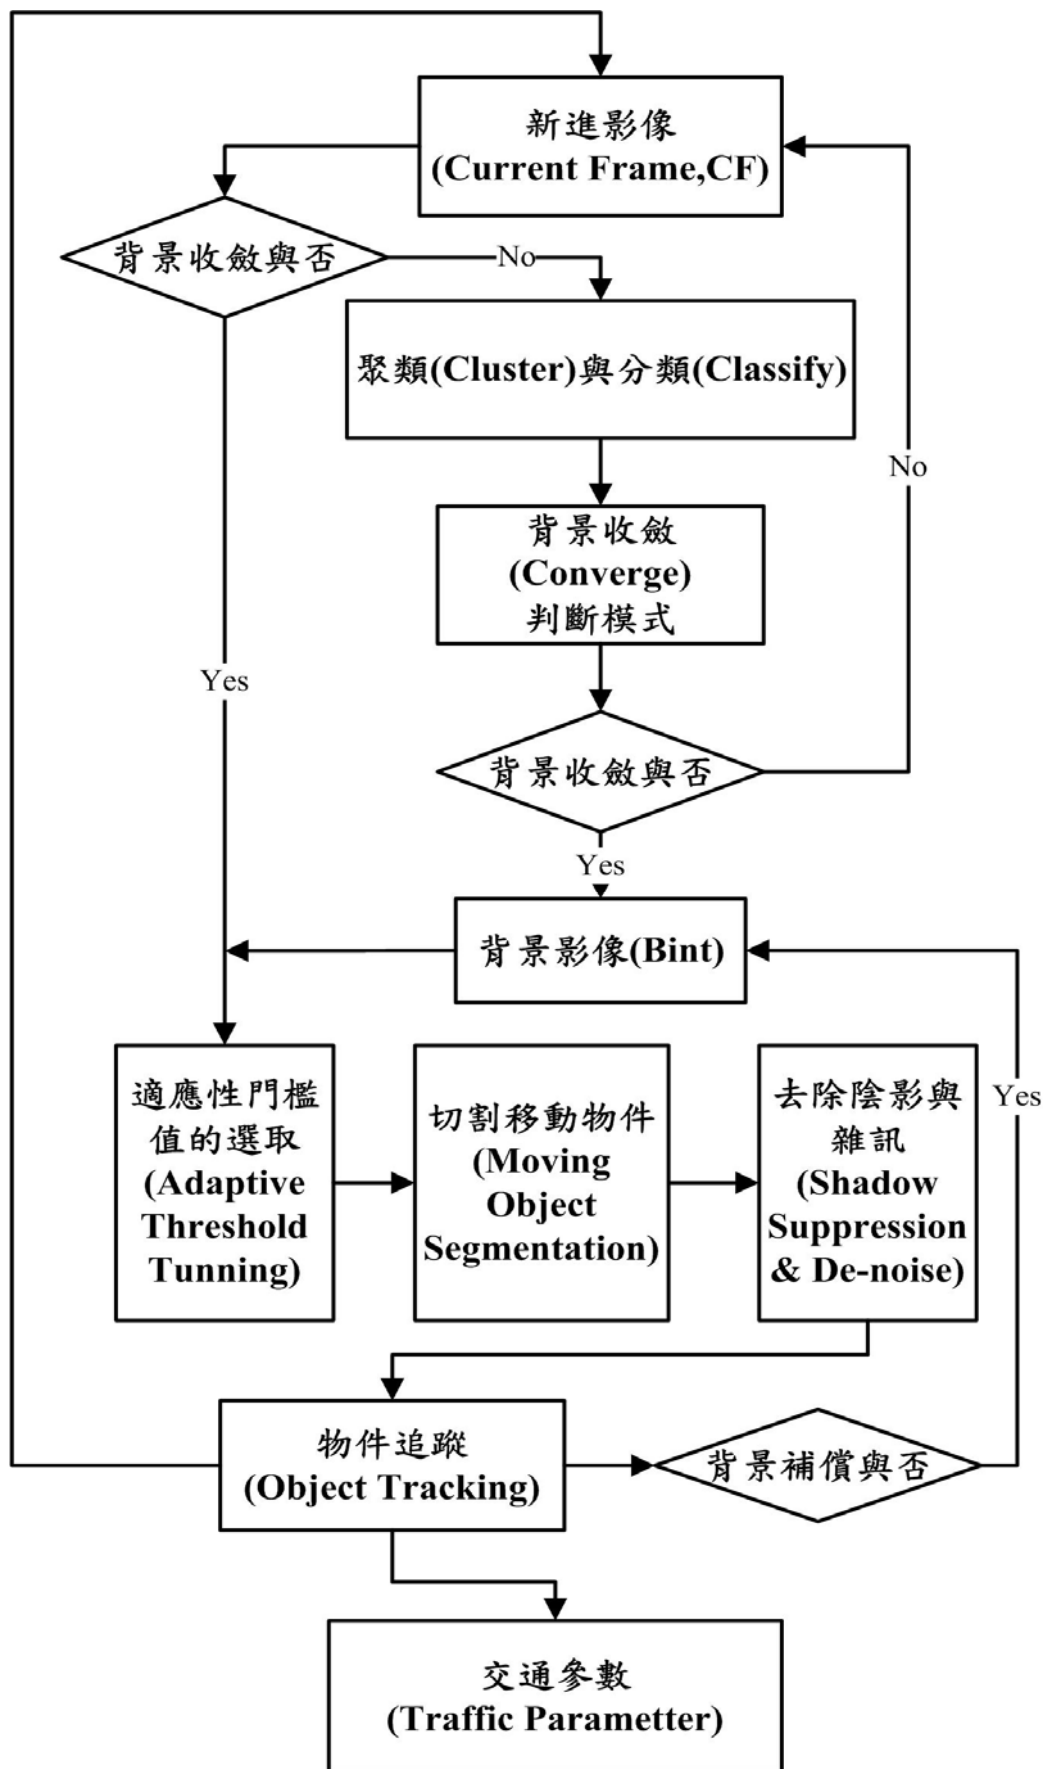 新進影像
(Current Frame,CF)
背景收斂與否
No
聚類(Cluster)與分類(Classify)
No
背景收斂
(Converge)
判斷模式
Yes
背景收斂與否
Yes
背景影像(Bint)
適應性門檻
值的選取
(Adaptive
Threshold
Tunning)
切割移動物件
(Moving
Object
Segmentation)
去除陰影與
雜訊
(Shadow
Suppression
& De-noise)
Yes
物件追蹤
(Object Tracking)
背景補償與否
交通參數
(Traffic Parametter)